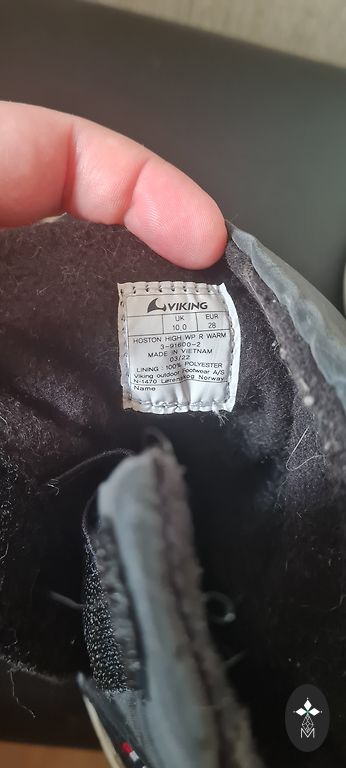 VIKING
UK EUR
10,0 28
HOSTON HIGH WP R WARM
3-91600-2
MADE IN VIETNAM
03/22
LINING : 100% POLYESTER
Viking outdoor Footwear A/S
N-1470 Lørenskog Norway
Name
M